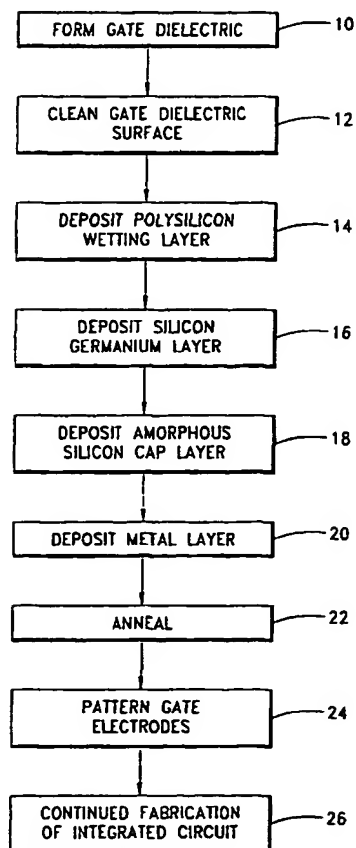 FORM GATE DIELECTRIC 10
CLEAN GATE DIELECTRIC
SURFACE 12
DEPOSIT POLYSILICON
WETTING LAYER 14
DEPOSIT SILICON
GERMANIUM LAYER 16
DEPOSIT AMORPHOUS
SILICON CAP LAYER 18
DEPOSIT METAL LAYER 20
ANNEAL 22
PATTERN GATE
ELECTRODES 24
CONTINUED FABRICATION
OF INTEGRATED CIRCUIT 26